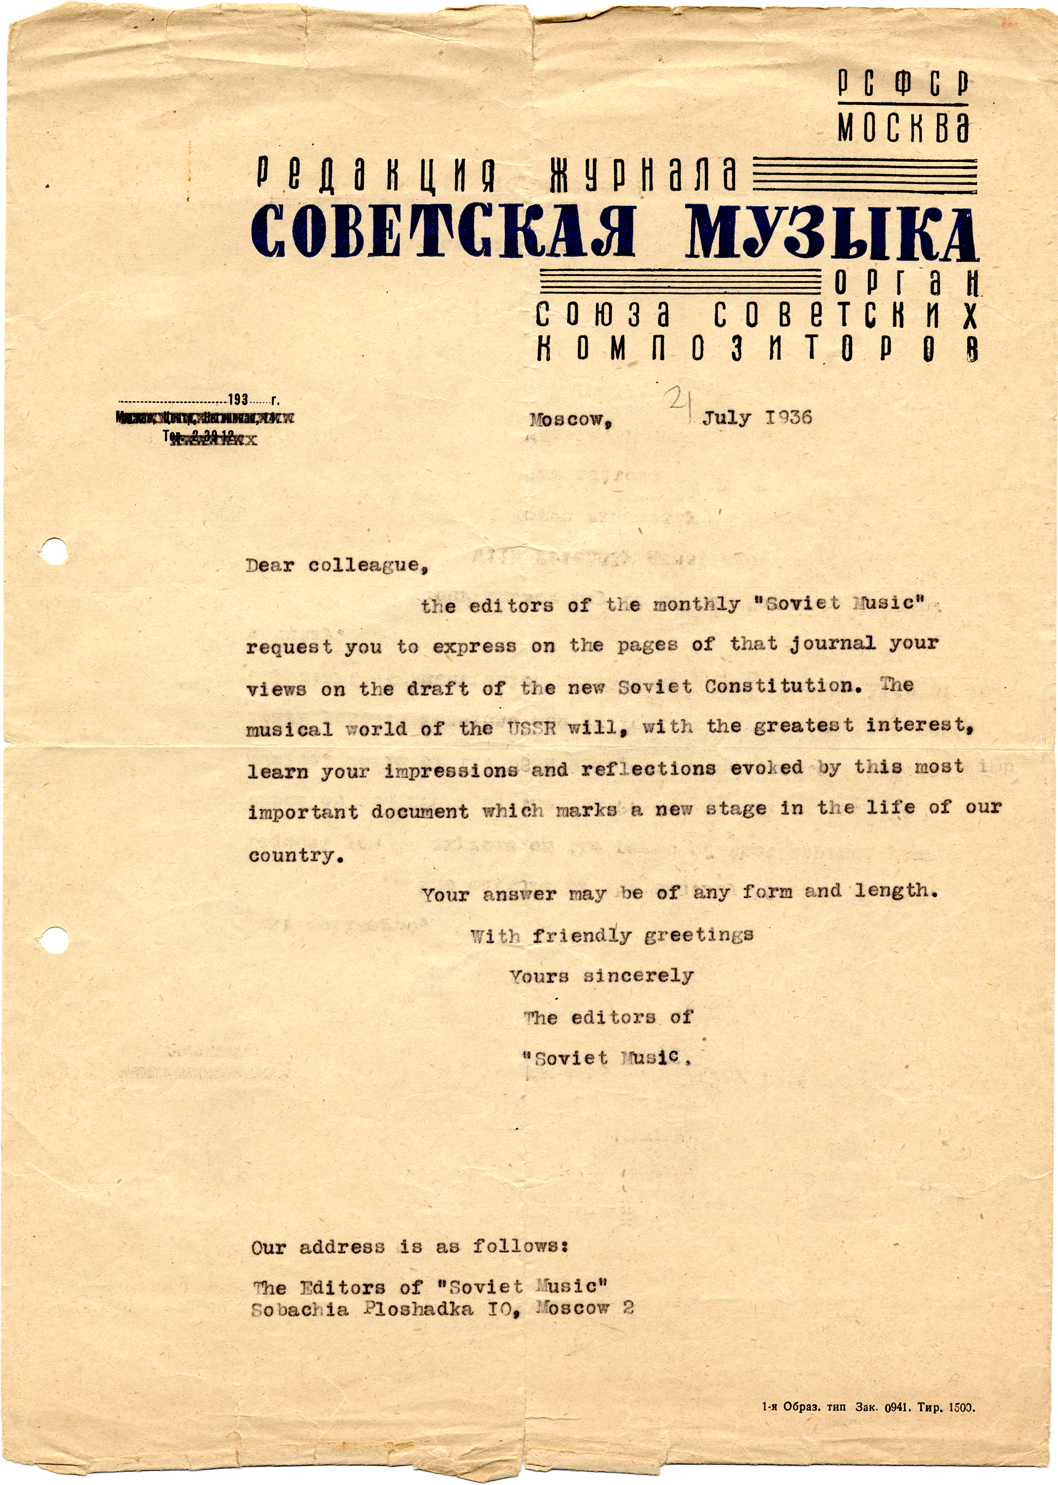 РСФСР
МОСКВА
РЕДАКЦИЯ ЖУРНАЛА
СОВЕТСКАЯ МУЗЫКА
ОРГАН
СОЮЗА СОВЕТСКИХ
КОМПОЗИТОРОВ
193 г.
Moscow, 21 July I936
Dear colleague,
the editors of the monthly "Soviet Music"
request you to express on the pages of that journal your
views on the draft of the new Soviet Constitution. The
musical world of the USSR will, with the greatest interest,
learn your impressions and reflections evoked by this most
important document which marks a new stage in the life of our
country.
Your answer may be of any form and length.
With friendly greetings
Yours sincerely
The editors of
"Soviet Music.
Our address is as follows:
The Editors of "Soviet Music"
Sobachia Ploshadka IO, Moscow 2
1-я Образ. тип Зак. 0941. Тир. 1500.